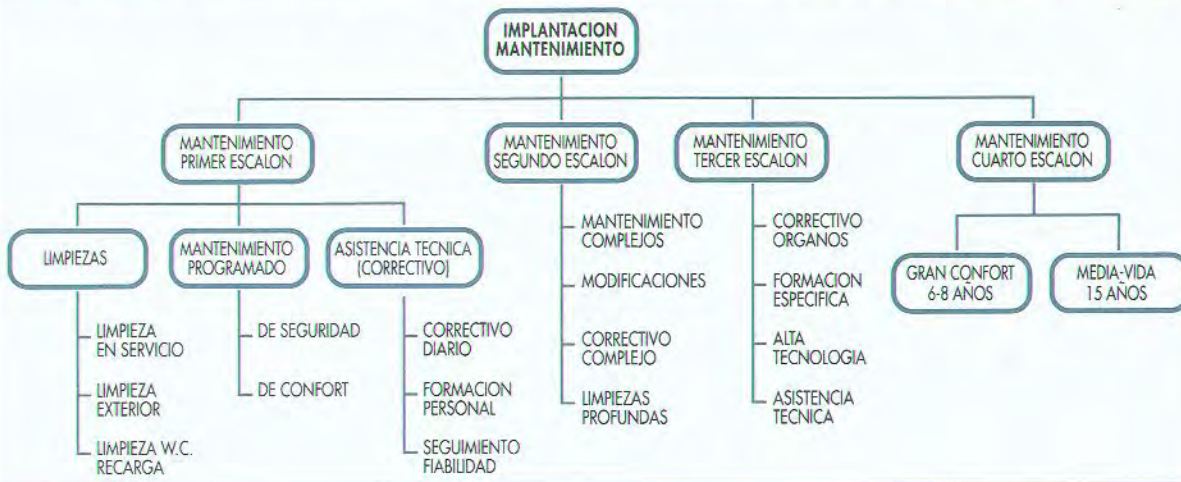 IMPLANTACION
MANTENIMIENTO
MANTENIMIENTO
PRIMER ESCALON
MANTENIMIENTO
SEGUNDO ESCALON
MANTENIMIENTO
TERCER ESCALON
MANTENIMIENTO
CUARTO ESCALON
LIMPIEZAS
MANTENIMIENTO
PROGRAMADO
ASISTENCIA TECNICA
(CORRECTIVO)
LIMPIEZA
EN SERVICIO
LIMPIEZA
EXTERIOR
LIMPIEZA W.C.
RECARGA
DE SEGURIDAD
DE CONFORT
CORRECTIVO
DIARIO
FORMACION
PERSONAL
SEGUIMIENTO
FIABILIDAD
MANTENIMIENTO
COMPLEJOS
MODIFICACIONES
CORRECTIVO
COMPLEJO
LIMPIEZAS
PROFUNDAS
CORRECTIVO
ORGANOS
FORMACION
ESPECIFICA
ALTA
TECNOLOGIA
ASISTENCIA
TECNICA
GRAN CONFORT
6-8 AÑOS
MEDIA-VIDA
15 AÑOS